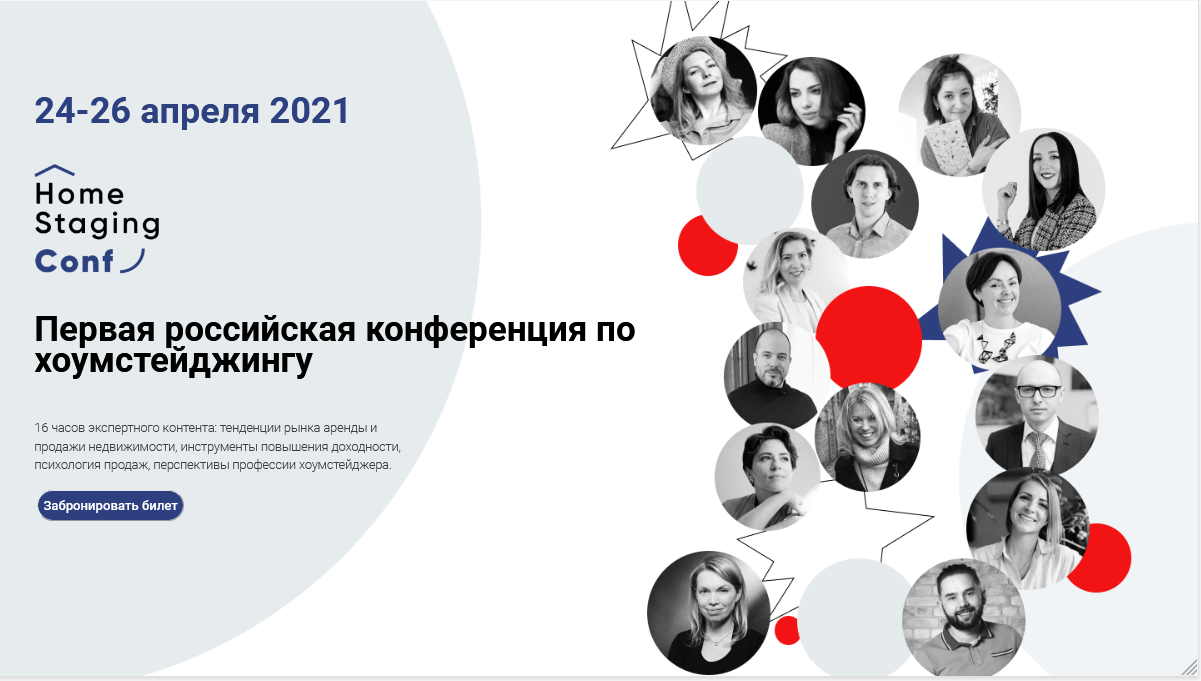 24-26 апреля 2021
Home
Staging
Conf
Первая российская конференция по
хоумстейджингу
16 часов экспертного контента: тенденции рынка аренды и
продажи недвижимости, инструменты повышения доходности,
психология продаж, перспективы профессии хоумстейджера.
Забронировать билет